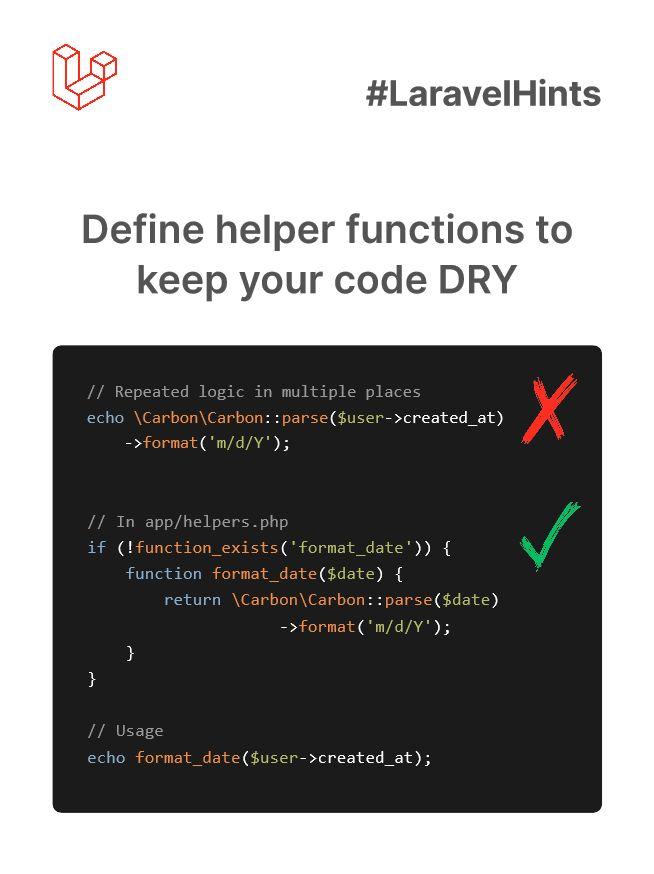 #LaravelHints
Define helper functions to
keep your code DRY
// Repeated logic in multiple places
echo \Carbon\Carbon::parse($user->created_at)
    ->format('m/d/Y');
// In app/helpers.php
if (!function_exists('format_date')) {
    function format_date($date) {
        return \Carbon\Carbon::parse($date)
                    ->format('m/d/Y');
    }
}
// Usage
echo format_date($user->created_at);